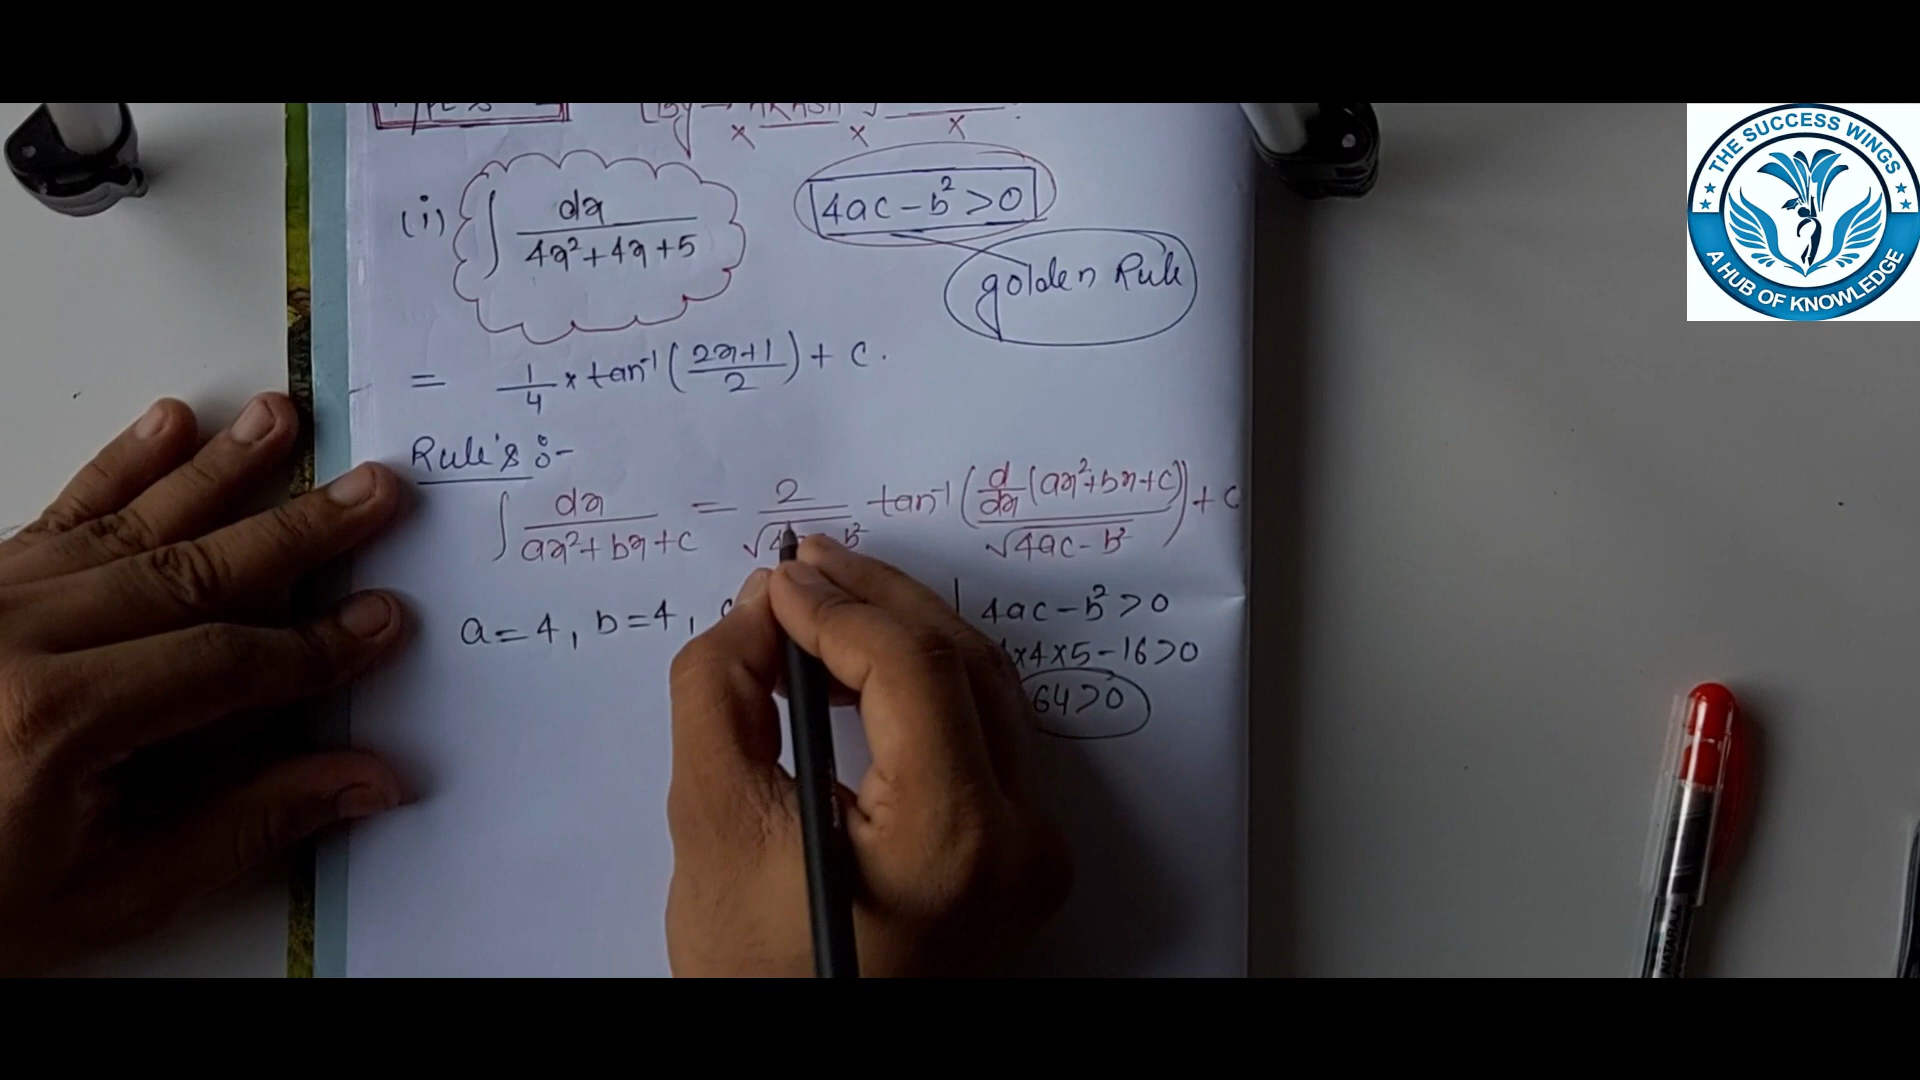 (i) ∫ dx / 4x²+4x+5
4ac-b²>0
golden Rule
= 1/4 × tan⁻¹(2x+1 / 2) + c.
Rule's :-
∫ dx / ax²+bx+c = 2 / √ b² tan⁻¹(d/dx (ax²+bx+c) / √4ac-b²) + c
a=4, b=4,
4ac-b²>0
×4×5-16>0
64>0
THE SUCCESS WINGS
A HUB OF KNOWLEDGE
NATARAJ